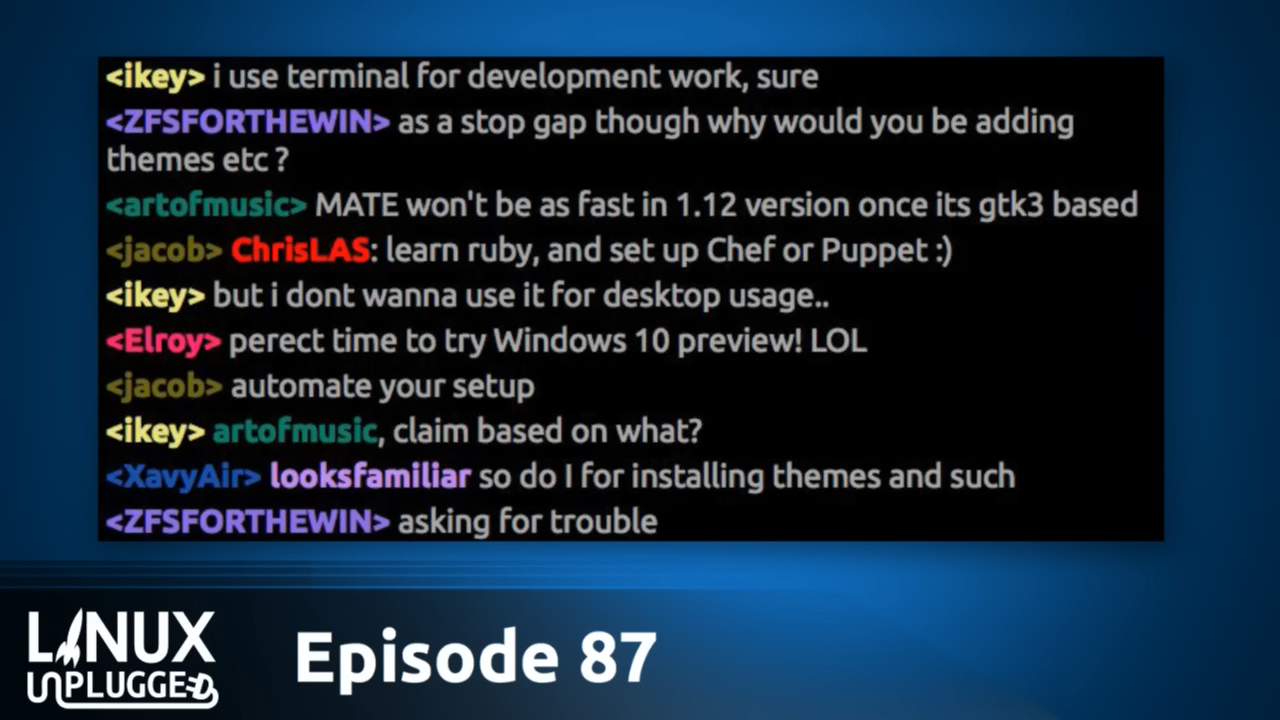 <ikey> i use terminal for development work, sure
<ZFSFORTHEWIN> as a stop gap though why would you be adding
themes etc ?
<artofmusic> MATE won't be as fast in 1.12 version once its gtk3 based
<jacob> ChrisLAS: learn ruby, and set up Chef or Puppet :)
<ikey> but i dont wanna use it for desktop usage..
<Elroy> perect time to try Windows 10 preview! LOL
<jacob> automate your setup
<ikey> artofmusic, claim based on what?
<XavyAir> looksfamiliar so do I for installing themes and such
<ZFSFORTHEWIN> asking for trouble
LINUX
UNPLUGGED
Episode 87